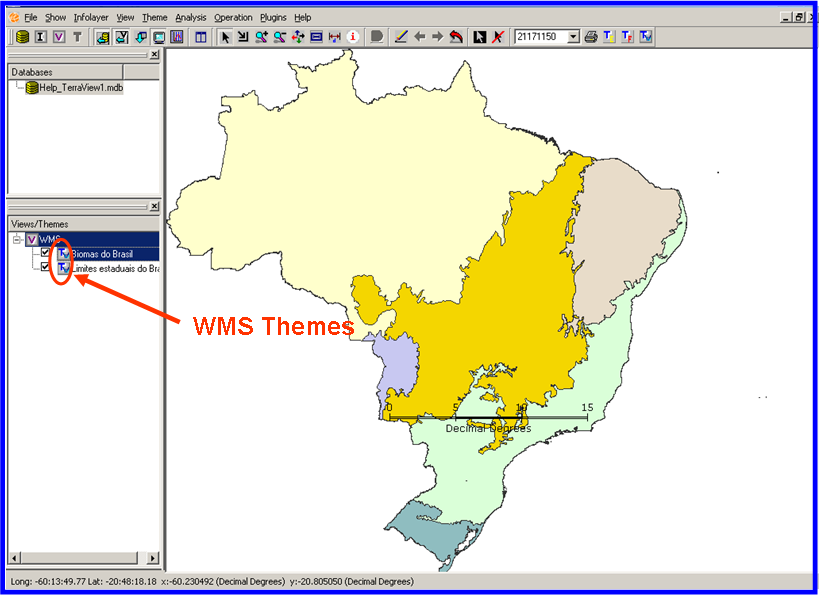 File Show Infolayer View Theme Analysis Operation Plugins Help
21171150
Databases
Help_TerraView1.mdb
Views/Themes
WMS
Biomas do Brasil
Limites estaduais do Bra
WMS Themes
0 5 10 15
Decimal Degrees
Long: -60:13:49.77 Lat: -20:48:18.18 x:-60.230492 (Decimal Degrees) y:-20.805050 (Decimal Degrees)